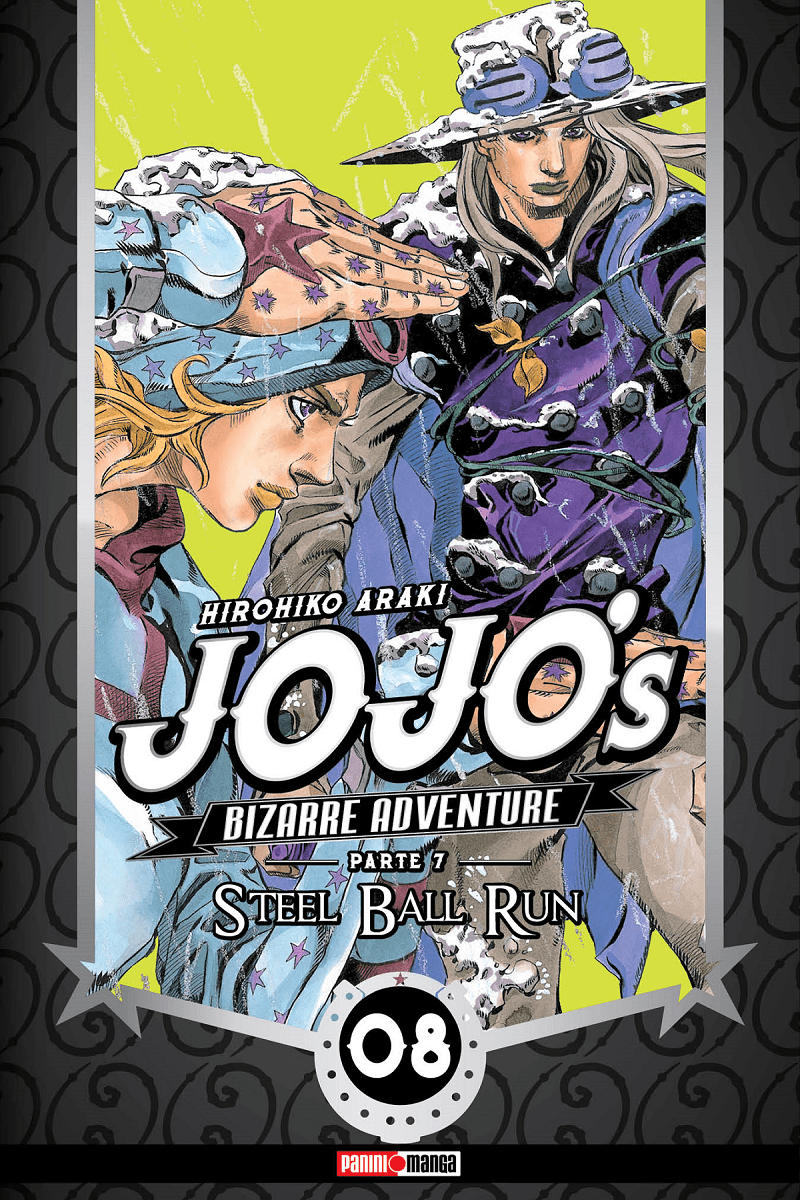 HIROHIKO ARAKI
JOJO's
BIZARRE ADVENTURE
PARTE 7
STEEL BALL RUN
08
PANINI MANGA